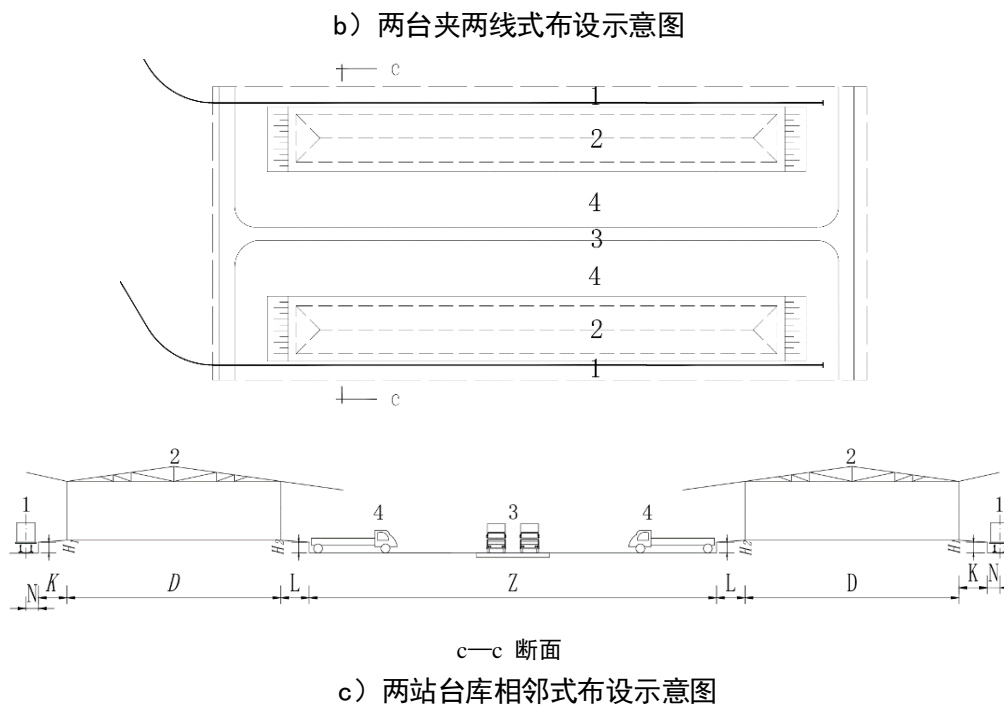 b）两台夹两线式布设示意图
c
1
2
4
3
4
2
1
c
2 2
1 4 3 4 1
H₁ H₂ H₂ H₁
N K D L Z L D K N
c—c 断面
c）两站台库相邻式布设示意图